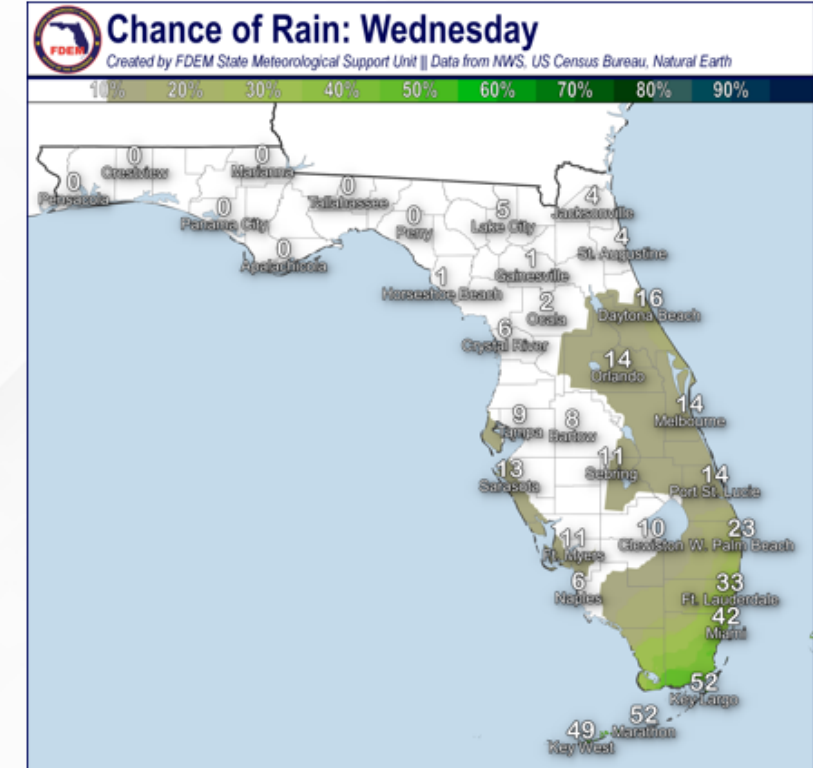 FDEM
Chance of Rain: Wednesday
Created by FDEM State Meteorological Support Unit || Data from NWS, US Census Bureau, Natural Earth
10% 20% 30% 40% 50% 60% 70% 80% 90%
0
Crestview
0
Marianna
0
Pensacola
0
Tallahassee
0
Panama City
0
Perry
5
Lake City
4
Jacksonville
0
Apalachicola
4
St. Augustine
1
Gainesville
1
Horseshoe Beach
2
Ocala
16
Daytona Beach
6
Crystal River
14
Orlando
14
Melbourne
9
Tampa
8
Bartow
11
Sebring
13
Sarasota
14
Port St. Lucie
11
Ft. Myers
10
Clewiston
23
W. Palm Beach
6
Naples
33
Ft. Lauderdale
42
Miami
52
Key Largo
52
Marathon
49
Key West